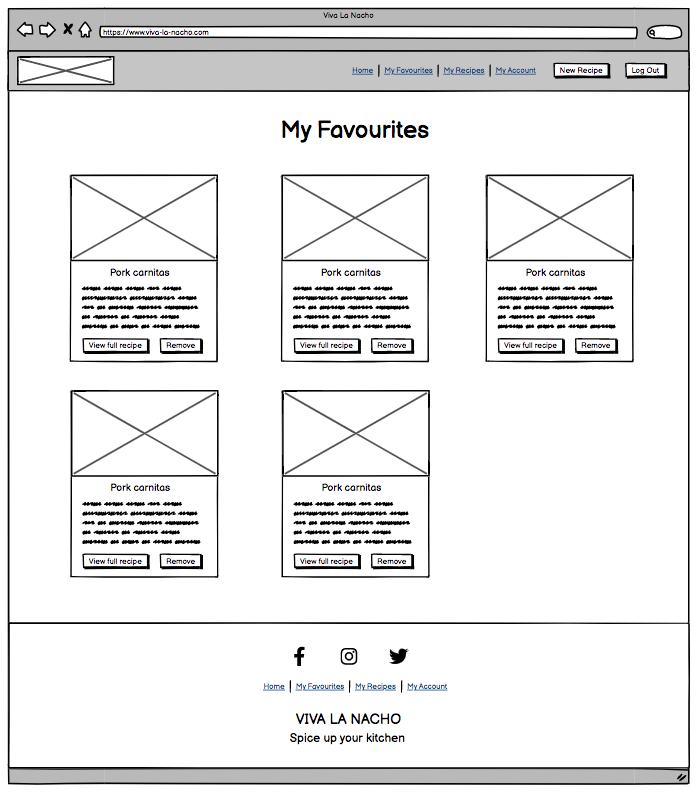 Viva La Nacho
https://www.viva-la-nacho.com
Home | My Favourites | My Recipes | My Account New Recipe Log Out
My Favourites
Pork carnitas Pork carnitas Pork carnitas
View full recipe Remove View full recipe Remove View full recipe Remove
Pork carnitas Pork carnitas
View full recipe Remove View full recipe Remove
Home | My Favourites | My Recipes | My Account
VIVA LA NACHO
Spice up your kitchen